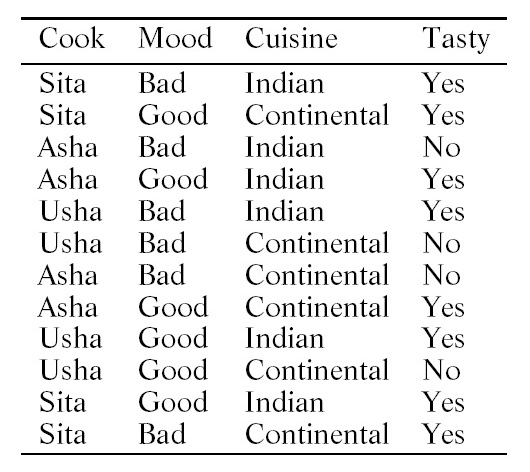 Cook Mood Cuisine Tasty
Sita Bad Indian Yes
Sita Good Continental Yes
Asha Bad Indian No
Asha Good Indian Yes
Usha Bad Indian Yes
Usha Bad Continental No
Asha Bad Continental No
Asha Good Continental Yes
Usha Good Indian Yes
Usha Good Continental No
Sita Good Indian Yes
Sita Bad Continental Yes